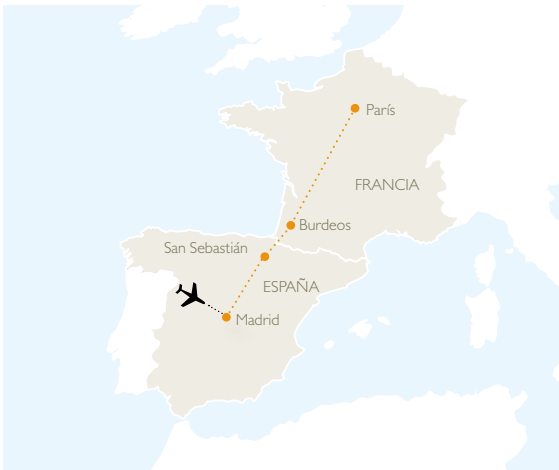 París
FRANCIA
Burdeos
San Sebastián
ESPAÑA
Madrid